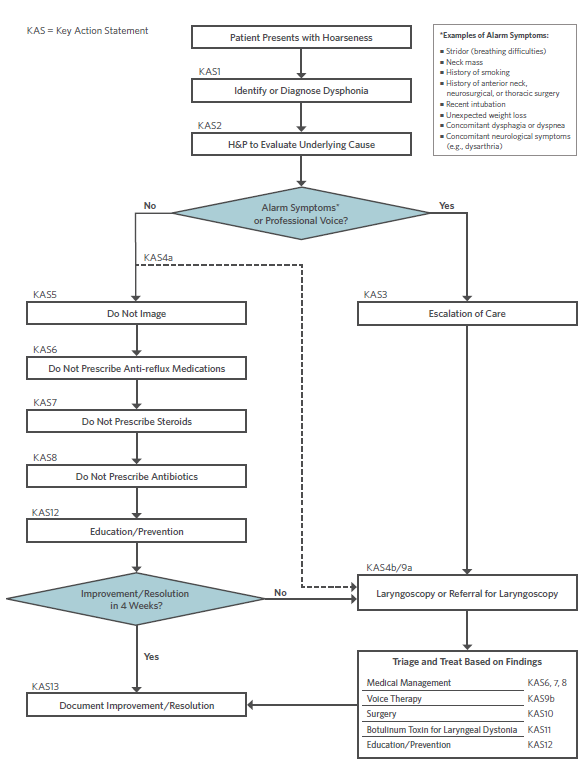 KAS = Key Action Statement
Patient Presents with Hoarseness
*Examples of Alarm Symptoms:
▪ Stridor (breathing difficulties)
▪ Neck mass
▪ History of smoking
▪ History of anterior neck,
neurosurgical, or thoracic surgery
▪ Recent intubation
▪ Unexpected weight loss
▪ Concomitant dysphagia or dyspnea
▪ Concomitant neurological symptoms
(e.g., dysarthria)
KAS1
Identify or Diagnose Dysphonia
KAS2
H&P to Evaluate Underlying Cause
Alarm Symptoms*
or Professional Voice?
No
Yes
KAS4a
KAS5
Do Not Image
KAS3
Escalation of Care
KAS6
Do Not Prescribe Anti-reflux Medications
KAS7
Do Not Prescribe Steroids
KAS8
Do Not Prescribe Antibiotics
KAS12
Education/Prevention
Improvement/Resolution
in 4 Weeks?
No
KAS4b/9a
Laryngoscopy or Referral for Laryngoscopy
Yes
KAS13
Document Improvement/Resolution
Triage and Treat Based on Findings
Medical Management KAS6, 7, 8
Voice Therapy KAS9b
Surgery KAS10
Botulinum Toxin for Laryngeal Dystonia KAS11
Education/Prevention KAS12